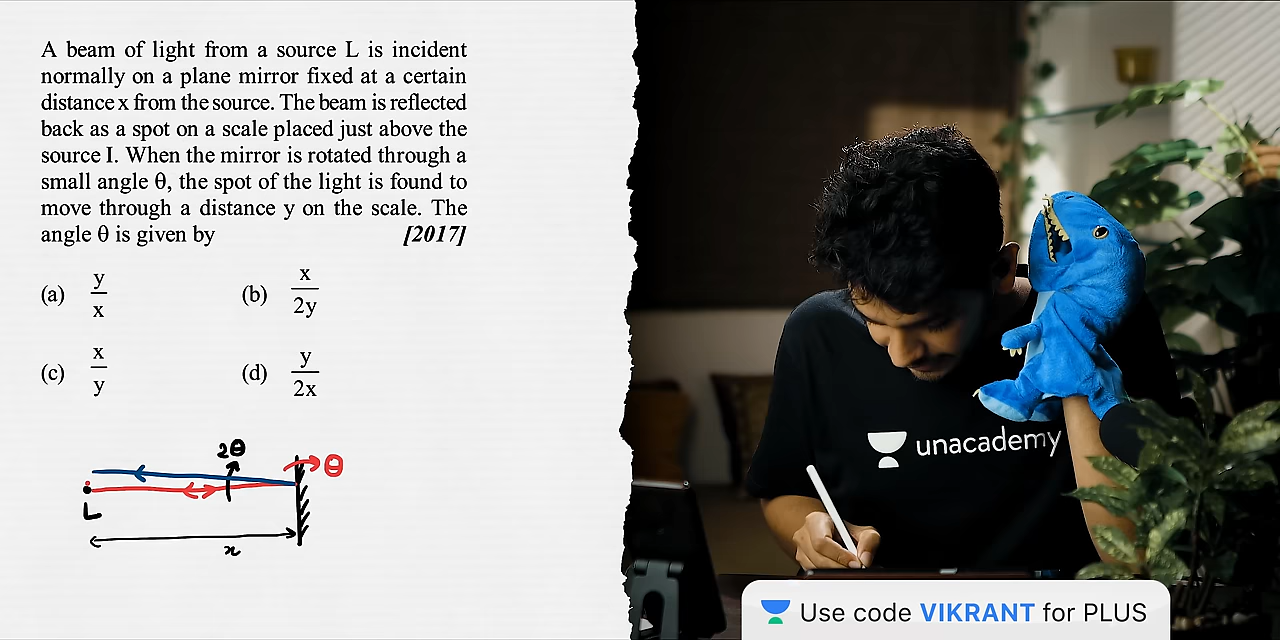 A beam of light from a source L is incident
normally on a plane mirror fixed at a certain
distance x from the source. The beam is reflected
back as a spot on a scale placed just above the
source I. When the mirror is rotated through a
small angle θ, the spot of the light is found to
move through a distance y on the scale. The
angle θ is given by [2017]
(a) y/x (b) x/2y
(c) x/y (d) y/2x
2θ
θ
L
x
unacademy
Use code VIKRANT for PLUS